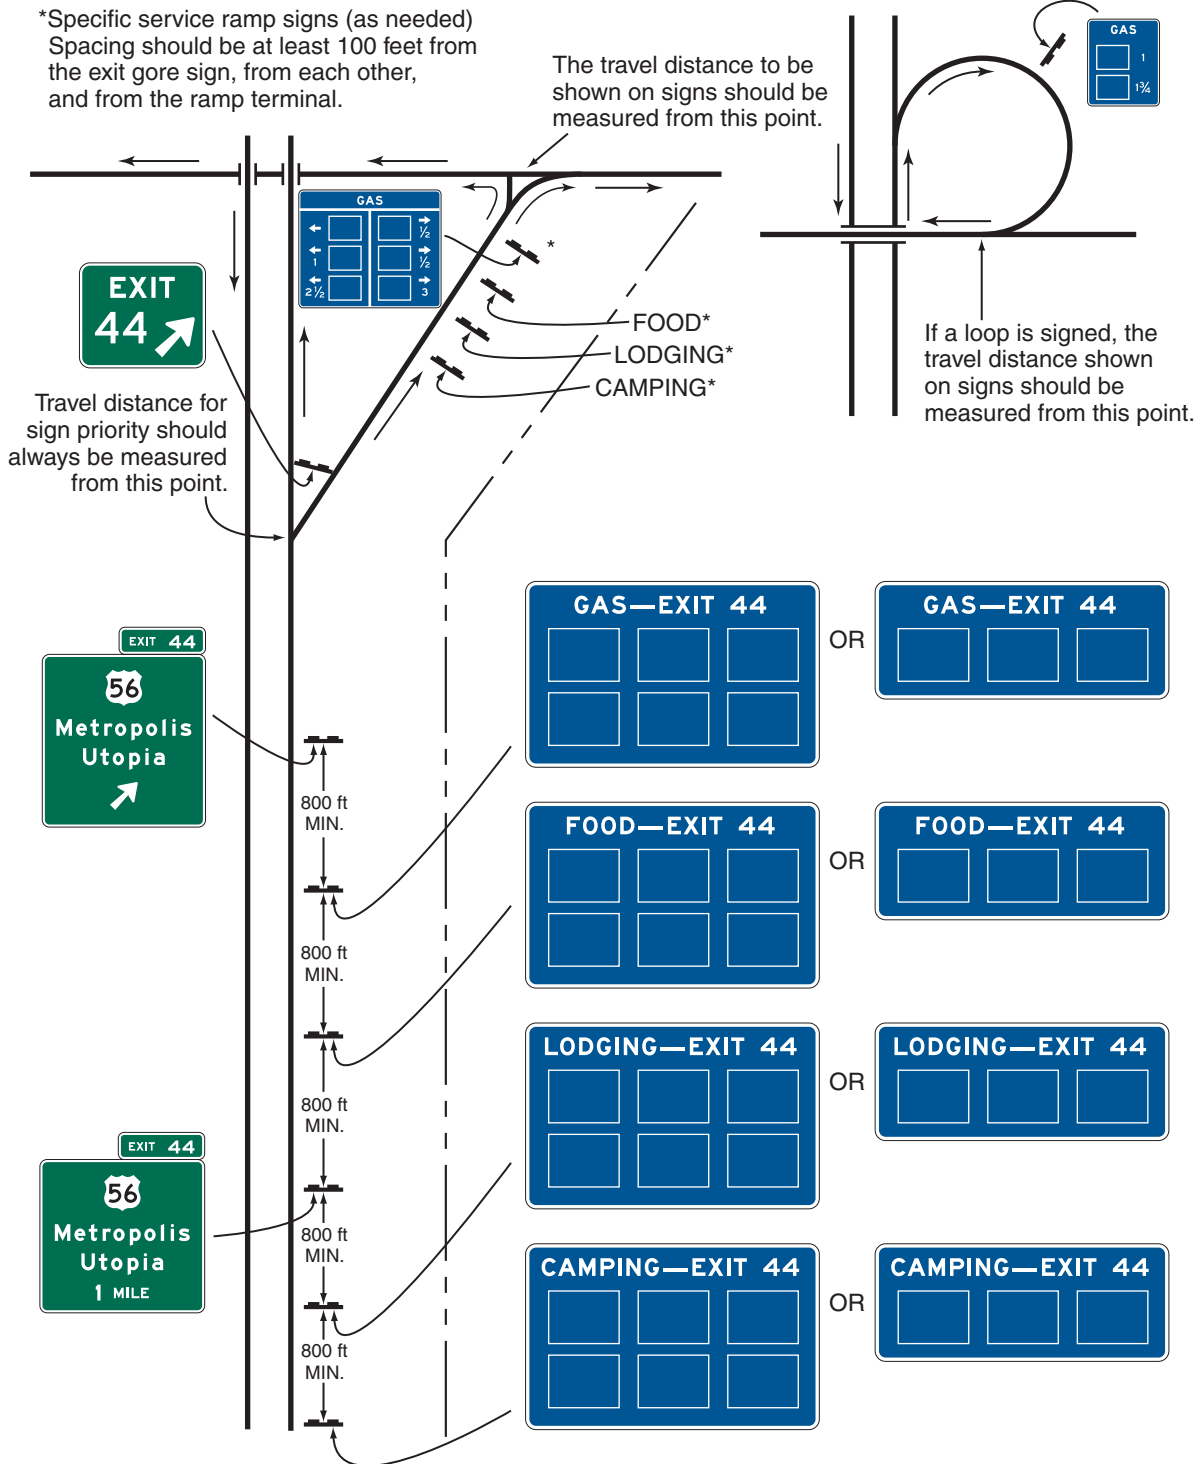 *Specific service ramp signs (as needed)
Spacing should be at least 100 feet from
the exit gore sign, from each other,
and from the ramp terminal.
The travel distance to be
shown on signs should be
measured from this point.
GAS
1
1¾
GAS
½
1
½
2½
3
*
EXIT
44
FOOD*
LODGING*
CAMPING*
If a loop is signed, the
travel distance shown
on signs should be
measured from this point.
Travel distance for
sign priority should
always be measured
from this point.
EXIT 44
56
Metropolis
Utopia
800 ft
MIN.
800 ft
MIN.
800 ft
MIN.
EXIT 44
56
Metropolis
Utopia
1 MILE
800 ft
MIN.
800 ft
MIN.
GAS—EXIT 44
OR
GAS—EXIT 44
FOOD—EXIT 44
OR
FOOD—EXIT 44
LODGING—EXIT 44
OR
LODGING—EXIT 44
CAMPING—EXIT 44
OR
CAMPING—EXIT 44